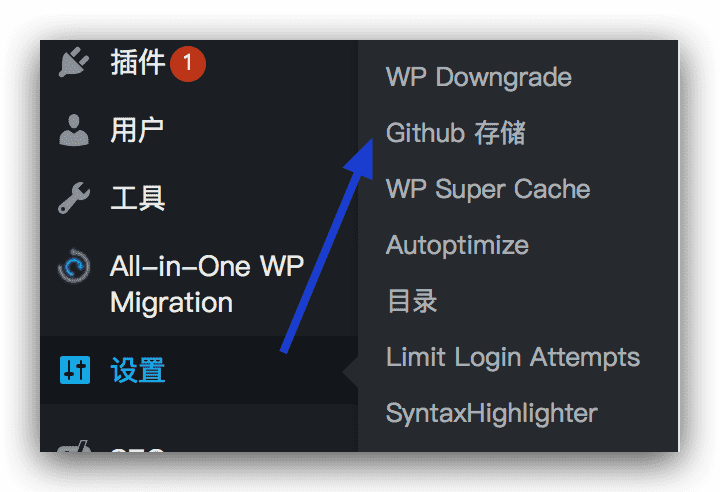 插件 1
用户
工具
All-in-One WP
Migration
设置
WP Downgrade
Github 存储
WP Super Cache
Autoptimize
目录
Limit Login Attempts
SyntaxHighlighter